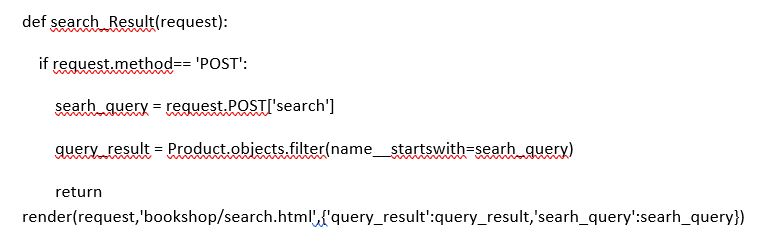 def search_Result(request):
if request.method== 'POST':
searh_query = request.POST['search']
query_result = Product.objects.filter(name__startswith=searh_query)
return
render(request,'bookshop/search.html',{'query_result':query_result,'searh_query':searh_query})